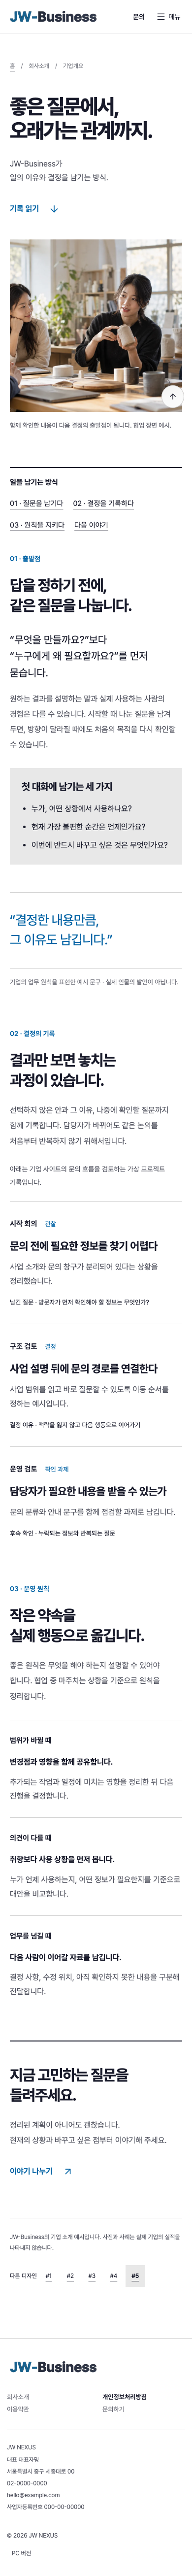 JW-Business
문의
메뉴
홈 / 회사소개 / 기업개요
좋은 질문에서,
오래가는 관계까지.
JW-Business가
일의 이유와 결정을 남기는 방식.
기록 읽기 ↓
함께 확인한 내용이 다음 결정의 출발점이 됩니다. 협업 장면 예시.
일을 남기는 방식
01 · 질문을 남기다 02 · 결정을 기록하다
03 · 원칙을 지키다 다음 이야기
01 · 출발점
답을 정하기 전에,
같은 질문을 나눕니다.
“무엇을 만들까요?”보다
“누구에게 왜 필요할까요?”를 먼저
묻습니다.
원하는 결과를 설명하는 말과 실제 사용하는 사람의
경험은 다를 수 있습니다. 시작할 때 나눈 질문을 남겨
두면, 방향이 달라질 때에도 처음의 목적을 다시 확인할
수 있습니다.
첫 대화에 남기는 세 가지
• 누가, 어떤 상황에서 사용하나요?
• 현재 가장 불편한 순간은 언제인가요?
• 이번에 반드시 바꾸고 싶은 것은 무엇인가요?
“결정한 내용만큼,
그 이유도 남깁니다.”
기업의 업무 원칙을 표현한 예시 문구 · 실제 인물의 발언이 아닙니다.
02 · 결정의 기록
결과만 보면 놓치는
과정이 있습니다.
선택하지 않은 안과 그 이유, 나중에 확인할 질문까지
함께 기록합니다. 담당자가 바뀌어도 같은 논의를
처음부터 반복하지 않기 위해서입니다.
아래는 기업 사이트의 문의 흐름을 검토하는 가상 프로젝트
기록입니다.
시작 회의 관찰
문의 전에 필요한 정보를 찾기 어렵다
사업 소개와 문의 창구가 분리되어 있다는 상황을
정리했습니다.
남긴 질문 · 방문자가 먼저 확인해야 할 정보는 무엇인가?
구조 검토 결정
사업 설명 뒤에 문의 경로를 연결한다
사업 범위를 읽고 바로 질문할 수 있도록 이동 순서를
정하는 예시입니다.
결정 이유 · 맥락을 잃지 않고 다음 행동으로 이어가기
운영 검토 확인 과제
담당자가 필요한 내용을 받을 수 있는가
문의 분류와 안내 문구를 함께 점검할 과제로 남깁니다.
후속 확인 · 누락되는 정보와 반복되는 질문
03 · 운영 원칙
작은 약속을
실제 행동으로 옮깁니다.
좋은 원칙은 무엇을 해야 하는지 설명할 수 있어야
합니다. 협업 중 마주치는 상황을 기준으로 원칙을
정리합니다.
범위가 바뀔 때
변경점과 영향을 함께 공유합니다.
추가되는 작업과 일정에 미치는 영향을 정리한 뒤 다음
진행을 결정합니다.
의견이 다를 때
취향보다 사용 상황을 먼저 봅니다.
누가 언제 사용하는지, 어떤 정보가 필요한지를 기준으로
대안을 비교합니다.
업무를 넘길 때
다음 사람이 이어갈 자료를 남깁니다.
결정 사항, 수정 위치, 아직 확인하지 못한 내용을 구분해
전달합니다.
지금 고민하는 질문을
들려주세요.
정리된 계획이 아니어도 괜찮습니다.
현재의 상황과 바꾸고 싶은 점부터 이야기해 주세요.
이야기 나누기 ↗
JW-Business의 기업 소개 예시입니다. 사진과 사례는 실제 기업의 실적을
나타내지 않습니다.
다른 디자인 #1 #2 #3 #4 #5
JW-Business
회사소개 개인정보처리방침
이용약관 문의하기
JW NEXUS
대표 대표자명
서울특별시 중구 세종대로 00
02-0000-0000
hello@example.com
사업자등록번호 000-00-00000
© 2026 JW NEXUS
PC 버전